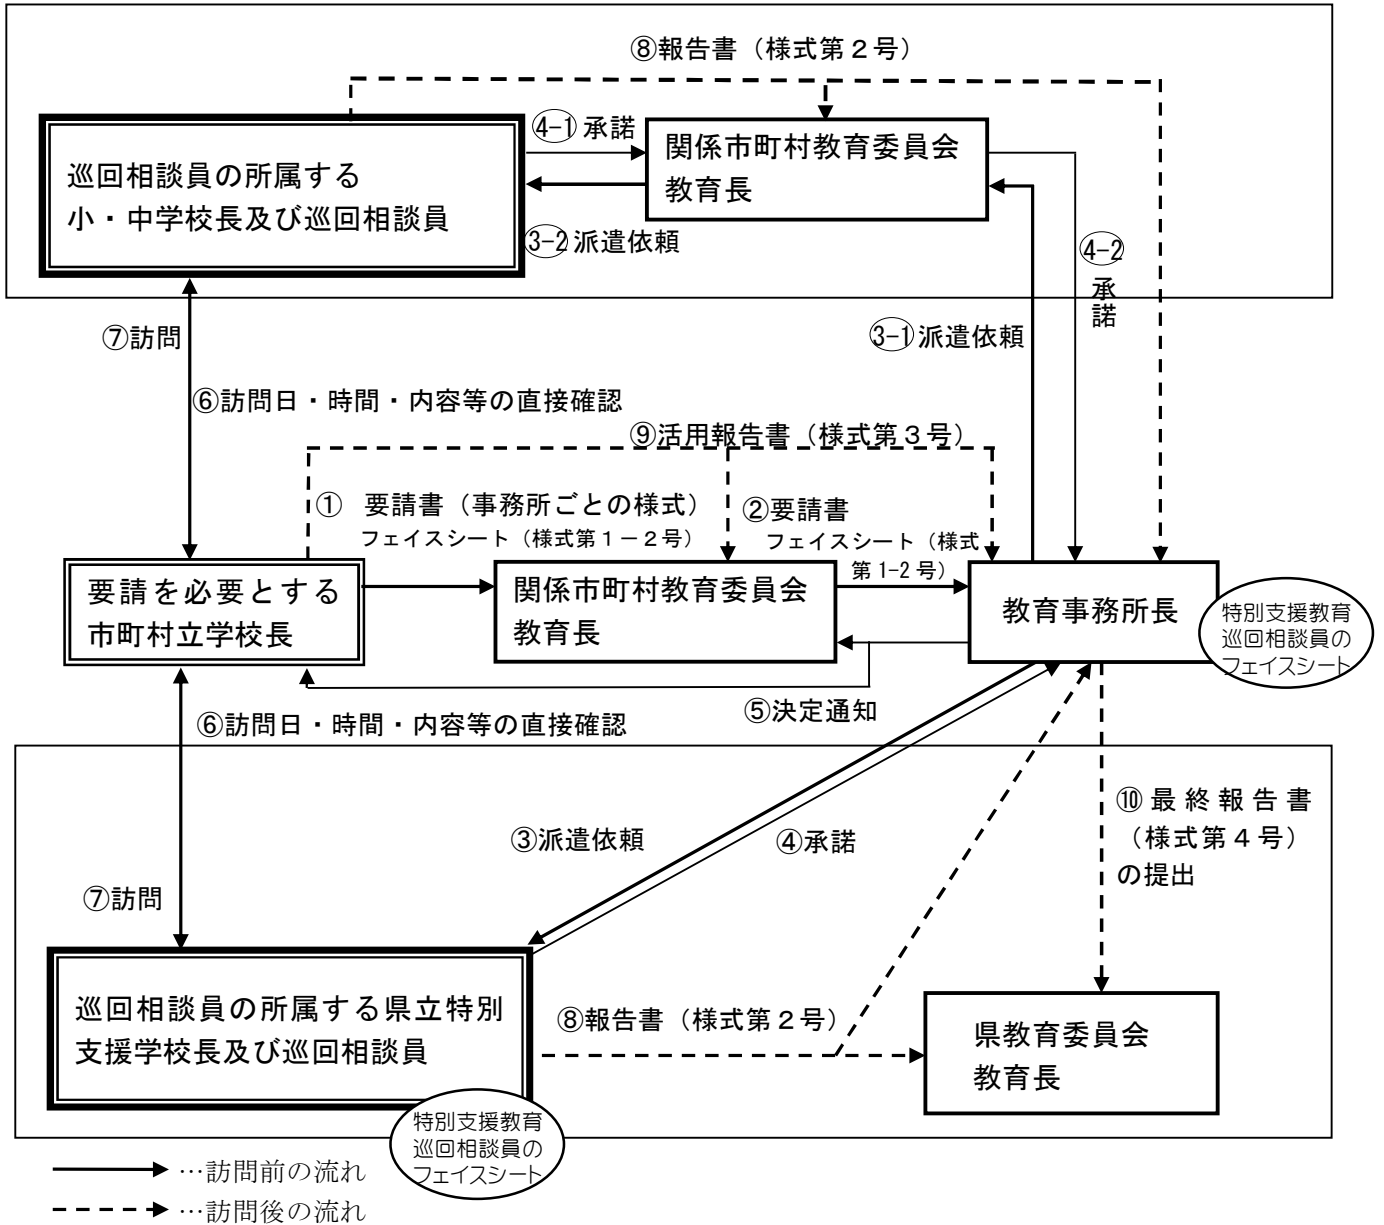 ⑧報告書（様式第２号）
4-1 承諾
関係市町村教育委員会
教育長
巡回相談員の所属する
小・中学校長及び巡回相談員
3-2 派遣依頼
4-2
承
諾
⑦訪問
3-1 派遣依頼
⑥訪問日・時間・内容等の直接確認
⑨活用報告書（様式第３号）
①　要請書（事務所ごとの様式）
フェイスシート（様式第１－２号）
②要請書
フェイスシート（様式
第 1-2 号）
要請を必要とする
市町村立学校長
関係市町村教育委員会
教育長
教育事務所長
特別支援教育
巡回相談員の
フェイスシート
⑤決定通知
⑥訪問日・時間・内容等の直接確認
③派遣依頼
④承諾
⑩最終報告書
（様式第４号）
の提出
⑦訪問
巡回相談員の所属する県立特別
支援学校長及び巡回相談員
⑧報告書（様式第２号）
県教育委員会
教育長
特別支援教育
巡回相談員の
フェイスシート
…訪問前の流れ
…訪問後の流れ